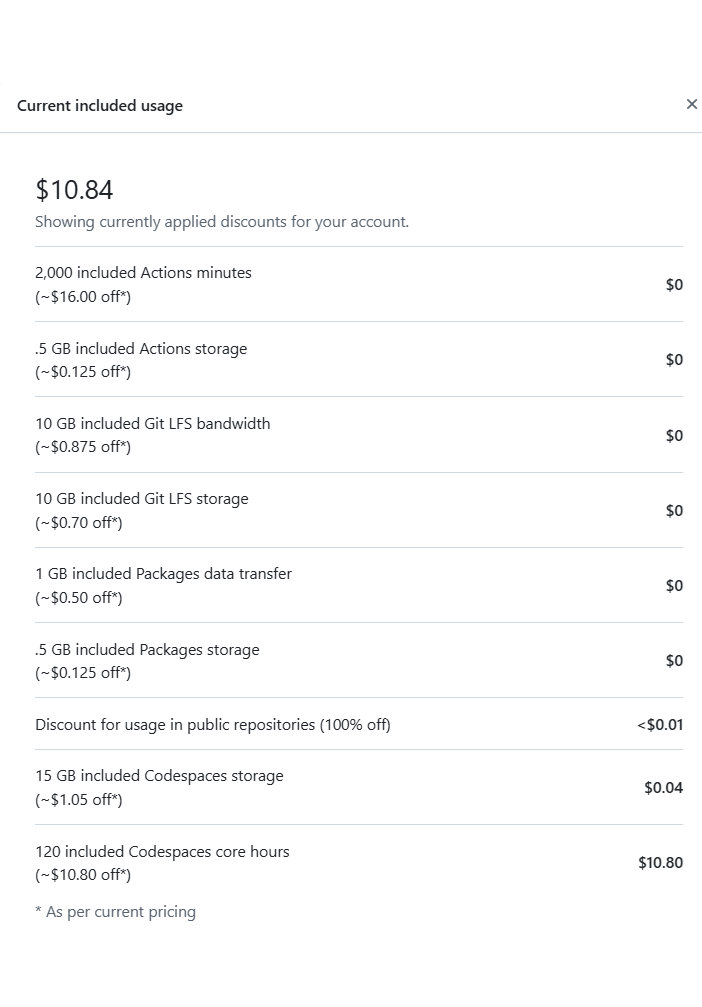 Current included usage
$10.84
Showing currently applied discounts for your account.
2,000 included Actions minutes
(~$16.00 off*)
$0
.5 GB included Actions storage
(~$0.125 off*)
$0
10 GB included Git LFS bandwidth
(~$0.875 off*)
$0
10 GB included Git LFS storage
(~$0.70 off*)
$0
1 GB included Packages data transfer
(~$0.50 off*)
$0
.5 GB included Packages storage
(~$0.125 off*)
$0
Discount for usage in public repositories (100% off)
<$0.01
15 GB included Codespaces storage
(~$1.05 off*)
$0.04
120 included Codespaces core hours
(~$10.80 off*)
$10.80
* As per current pricing